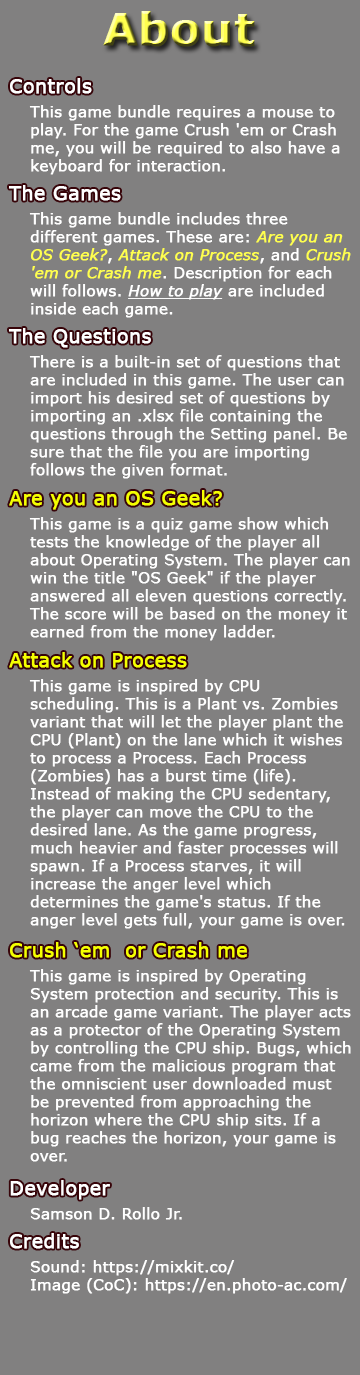 About
Controls
This game bundle requires a mouse to
play. For the game Crush 'em or Crash
me, you will be required to also have a
keyboard for interaction.
The Games
This game bundle includes three
different games. These are: Are you an
OS Geek?, Attack on Process, and Crush
'em or Crash me. Description for each
will follows. How to play are included
inside each game.
The Questions
There is a built-in set of questions that
are included in this game. The user can
import his desired set of questions by
importing an .xlsx file containing the
questions through the Setting panel. Be
sure that the file you are importing
follows the given format.
Are you an OS Geek?
This game is a quiz game show which
tests the knowledge of the player all
about Operating System. The player can
win the title "OS Geek" if the player
answered all eleven questions correctly.
The score will be based on the money it
earned from the money ladder.
Attack on Process
This game is inspired by CPU
scheduling. This is a Plant vs. Zombies
variant that will let the player plant the
CPU (Plant) on the lane which it wishes
to process a Process. Each Process
(Zombies) has a burst time (life).
Instead of making the CPU sedentary,
the player can move the CPU to the
desired lane. As the game progress,
much heavier and faster processes will
spawn. If a Process starves, it will
increase the anger level which
determines the game's status. If the
anger level gets full, your game is over.
Crush ‛em  or Crash me
This game is inspired by Operating
System protection and security. This is
an arcade game variant. The player acts
as a protector of the Operating System
by controlling the CPU ship. Bugs, which
came from the malicious program that
the omniscient user downloaded must
be prevented from approaching the
horizon where the CPU ship sits. If a
bug reaches the horizon, your game is
over.
Developer
Samson D. Rollo Jr.
Credits
Sound: https://mixkit.co/
Image (CoC): https://en.photo-ac.com/